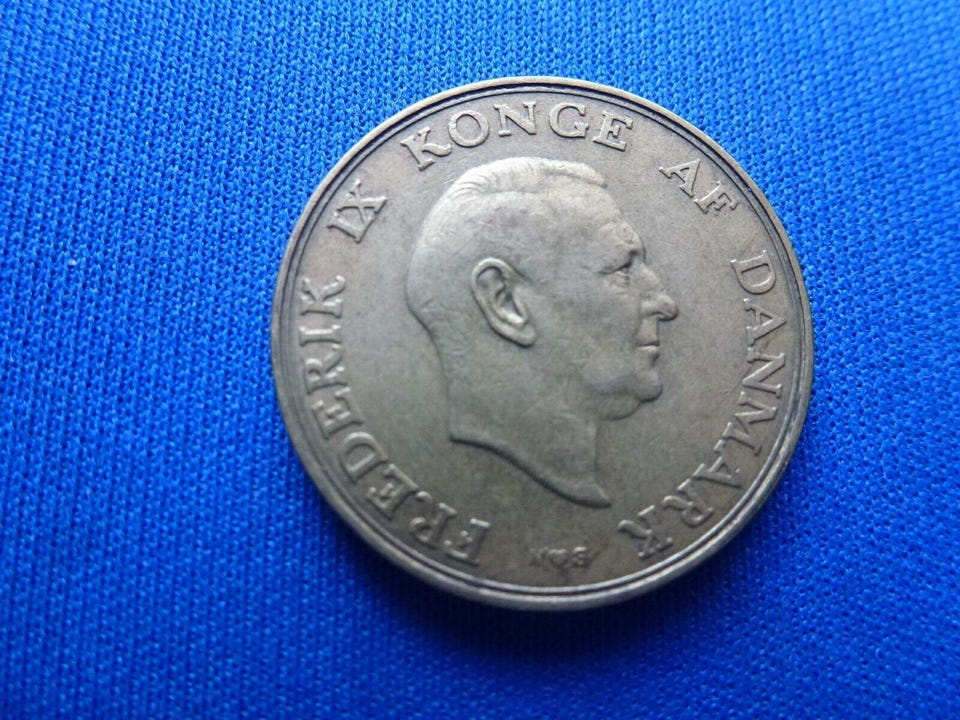 FREDERIK IX KONGE AF DANMARK
N♥S